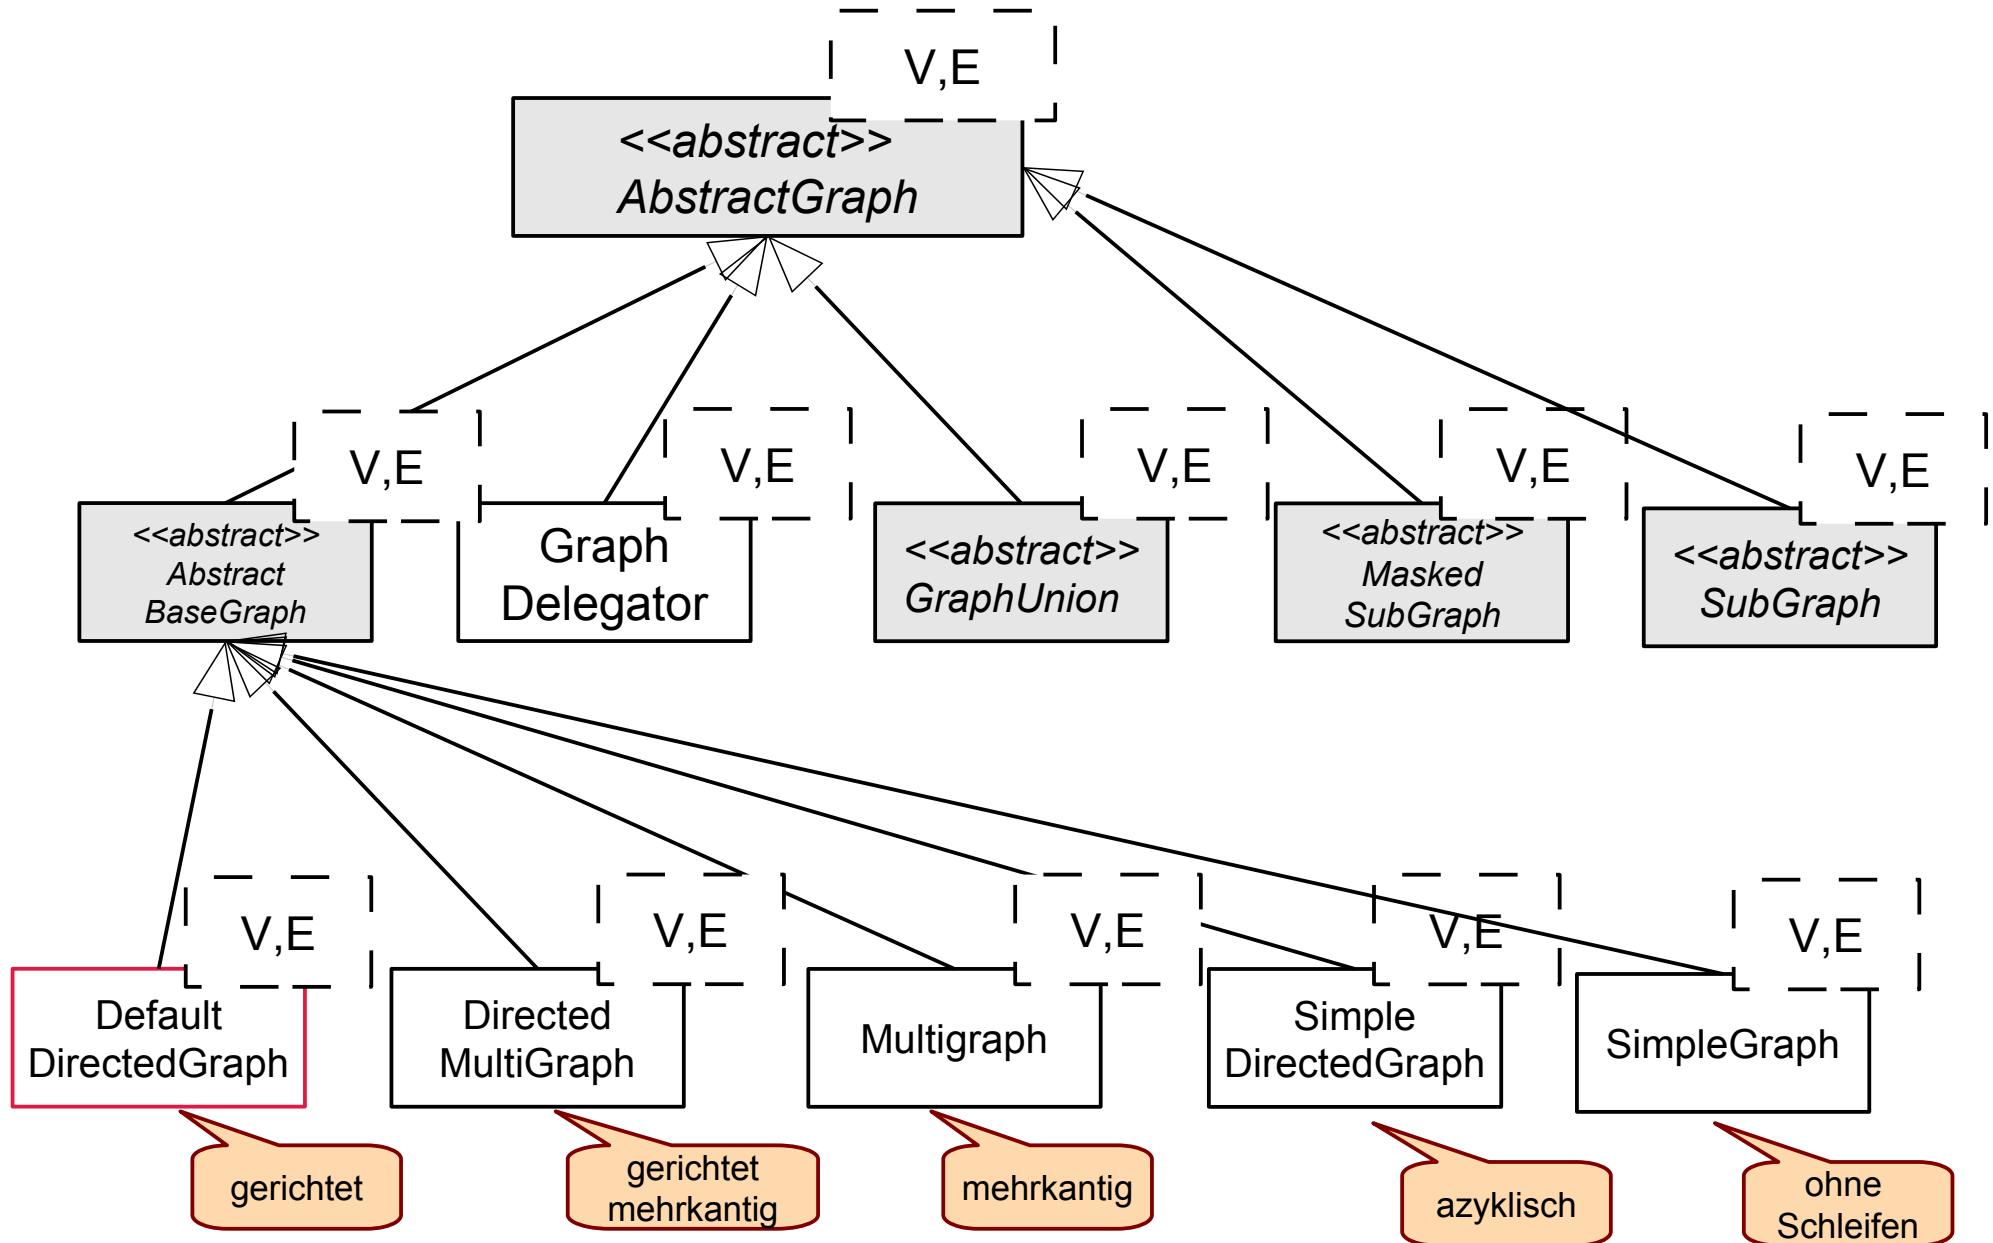 V,E
<<abstract>>
AbstractGraph
V,E
V,E
V,E
V,E
V,E
<<abstract>>
Abstract
BaseGraph
Graph
Delegator
<<abstract>>
GraphUnion
<<abstract>>
Masked
SubGraph
<<abstract>>
SubGraph
V,E
V,E
V,E
V,E
V,E
Default
DirectedGraph
Directed
MultiGraph
Multigraph
Simple
DirectedGraph
SimpleGraph
gerichtet
gerichtet
mehrkantig
mehrkantig
azyklisch
ohne
Schleifen